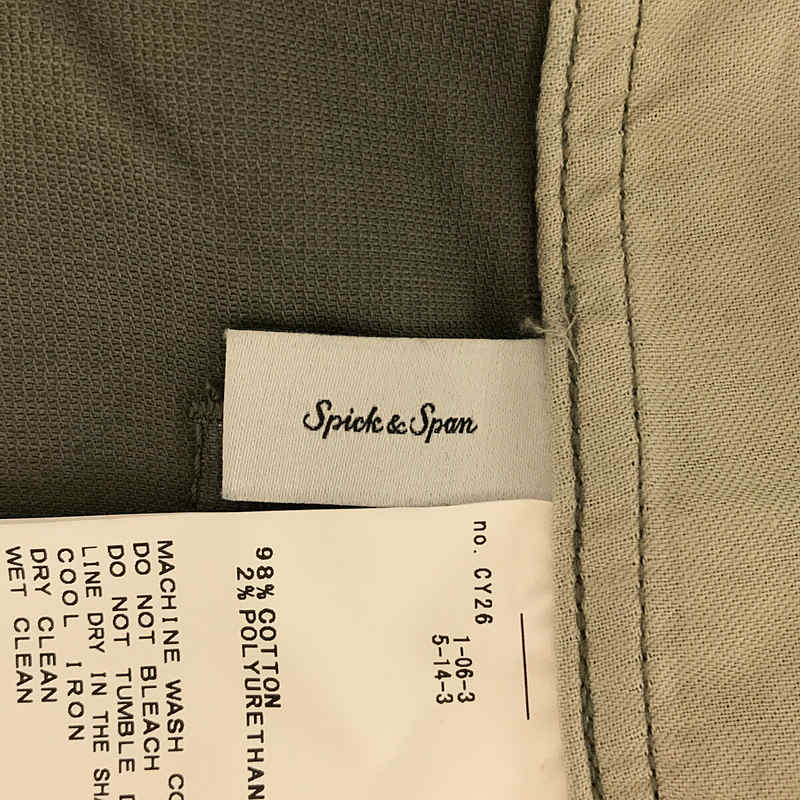 Spick & Span
no. CY26
1-06-3
5-14-3
98% COTTON
2% POLYURETHAN
MACHINE WASH CO
DO NOT BLEACH
DO NOT TUMBLE D
LINE DRY IN THE SHA
COOL IRON
DRY CLEAN
WET CLEAN